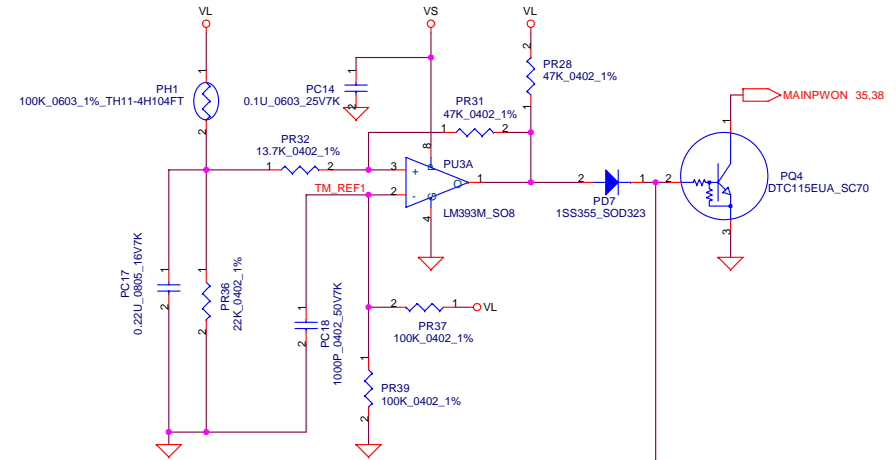 VL
VS
VL
1
PH1
100K_0603_1%_TH11-4H104FT
2
1
PC14
0.1U_0603_25V7K
2
2
PR28
47K_0402_1%
1
MAINPWON 35,38
PR31
47K_0402_1%
1
2
PR32
13.7K_0402_1%
1
2
8
P
3
+
PU3A
O
1
TM_REF1
2
-
G
LM393M_SO8
4
PD7
1SS355_SOD323
2
1
1
2
PQ4
DTC115EUA_SC70
3
1
PC17
0.22U_0805_16V7K
2
1
PR36
22K_0402_1%
2
1
PC18
1000P_0402_50V7K
2
2
1
VL
PR37
100K_0402_1%
1
PR39
100K_0402_1%
2